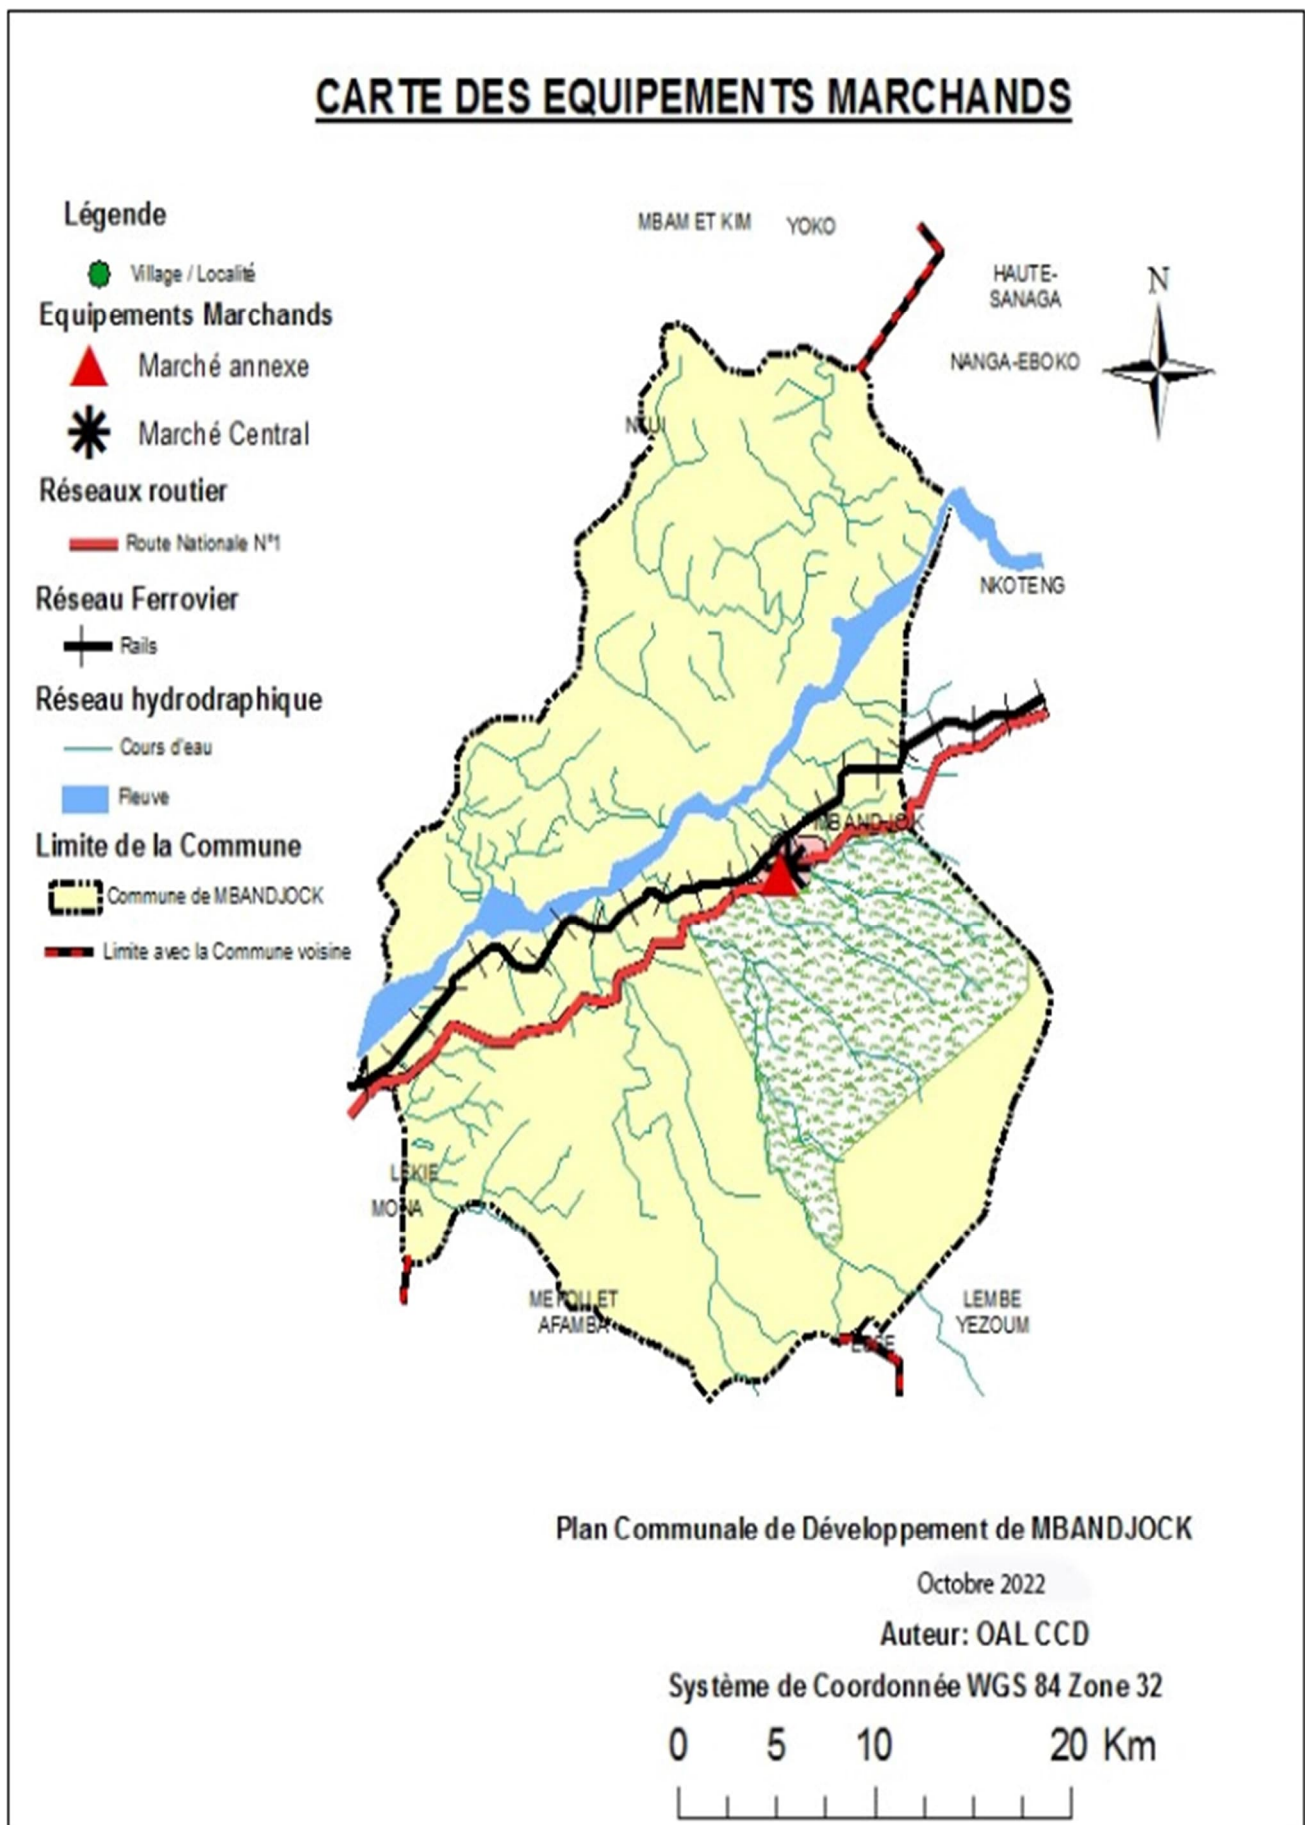 CARTE DES EQUIPEMENTS MARCHANDS
Légende
Village / Localité
Equipements Marchands
Marché annexe
Marché Central
Réseaux routier
Route Nationale N°1
Réseau Ferrovier
Rails
Réseau hydrodraphique
Cours d'eau
Fleuve
Limite de la Commune
Commune de MBANDJOCK
Limite avec la Commune voisine
MBAM ET KIM
YOKO
HAUTE-
SANAGA
N
NANGA-EBOKO
NTUI
NKOTENG
MBANDJOK
LEKIE
MONA
AFAMBA
LEMBE
YEZOUM
Plan Communale de Développement de MBANDJOCK
Octobre 2022
Auteur: OAL CCD
Système de Coordonnée WGS 84 Zone 32
0 5 10 20 Km